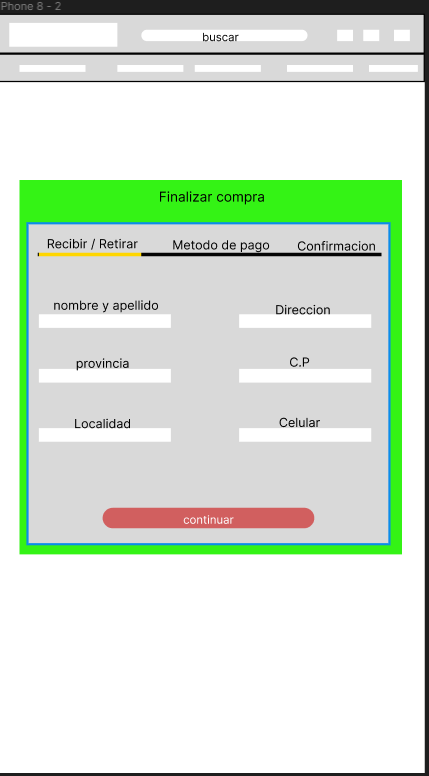 Phone 8 - 2
buscar
Finalizar compra
Recibir / Retirar Metodo de pago Confirmacion
nombre y apellido Direccion
provincia C.P
Localidad Celular
continuar